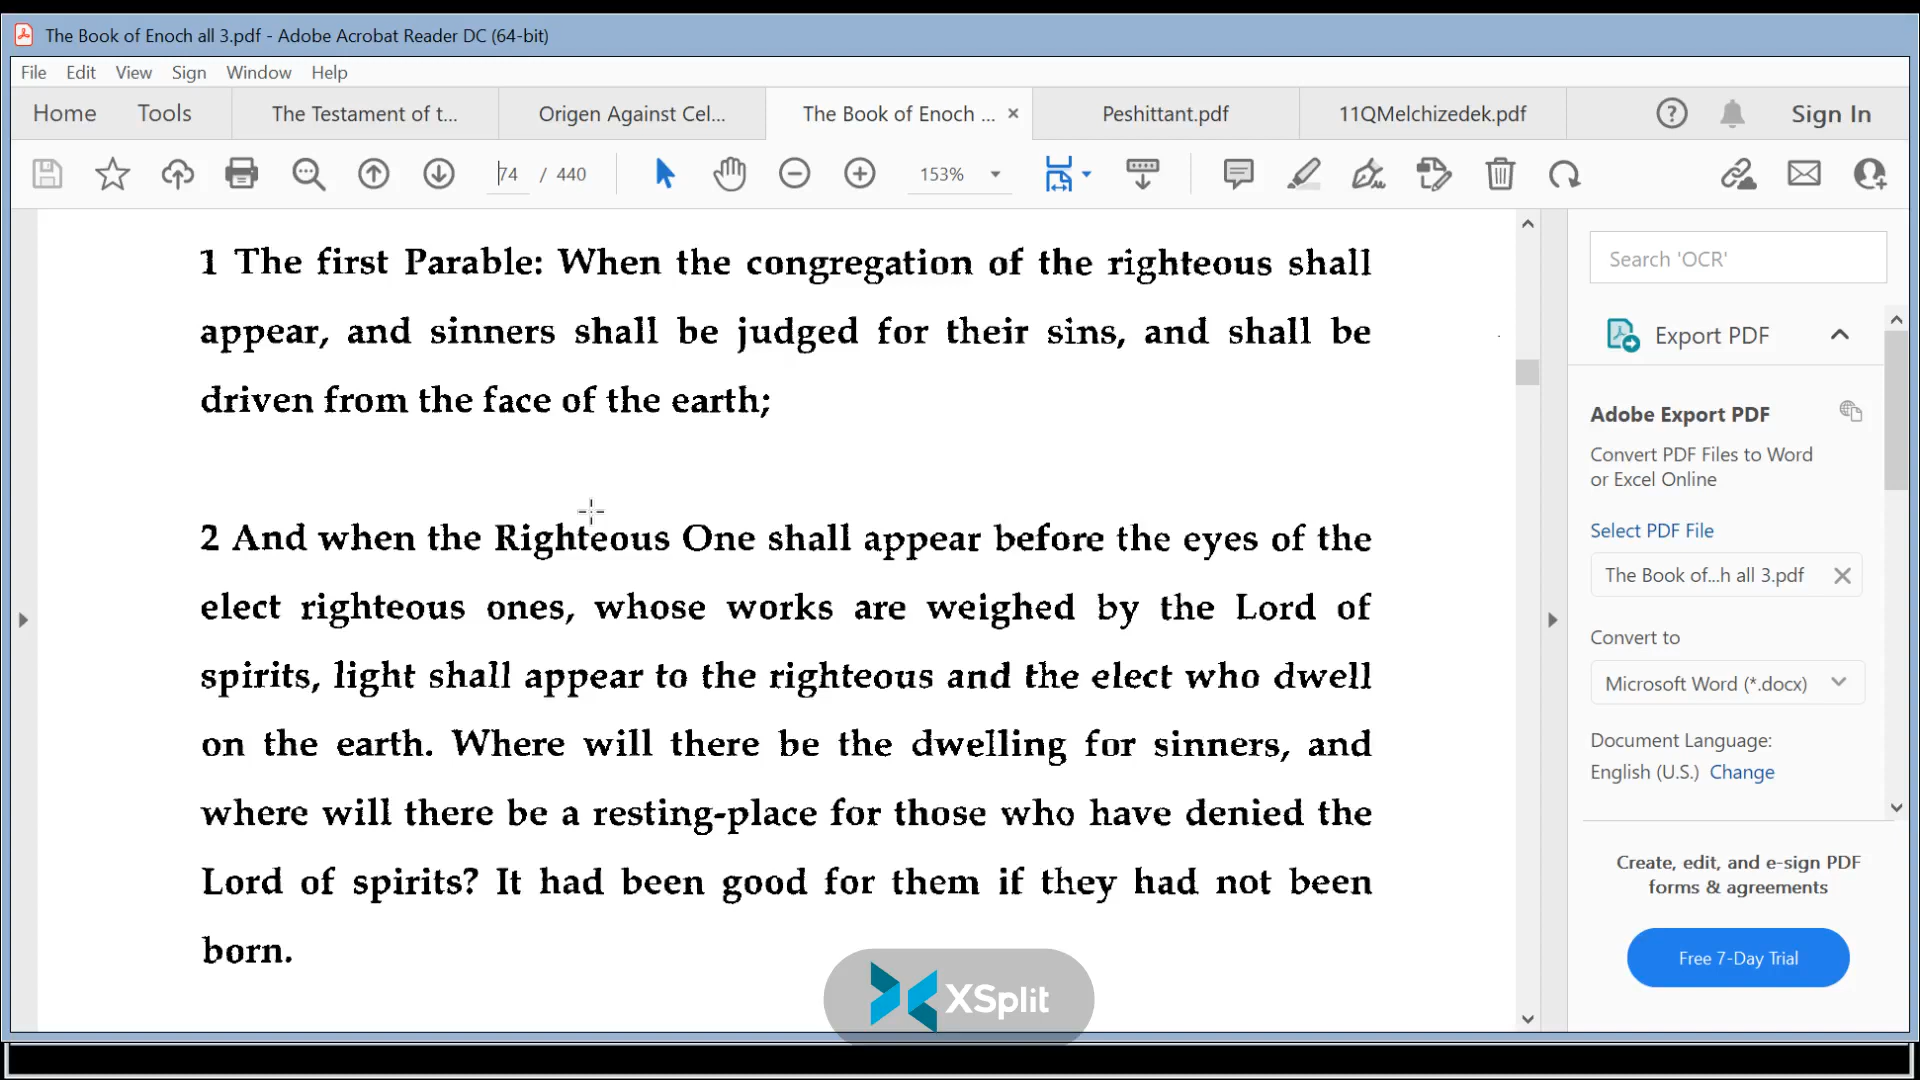 The Book of Enoch all 3.pdf - Adobe Acrobat Reader DC (64-bit)
File Edit View Sign Window Help
Home Tools The Testament of t... Origen Against Cel... The Book of Enoch ... Peshittant.pdf 11QMelchizedek.pdf Sign In
74 / 440 153%
1 The first Parable: When the congregation of the righteous shall
appear, and sinners shall be judged for their sins, and shall be
driven from the face of the earth;
2 And when the Righteous One shall appear before the eyes of the
elect righteous ones, whose works are weighed by the Lord of
spirits, light shall appear to the righteous and the elect who dwell
on the earth. Where will there be the dwelling for sinners, and
where will there be a resting-place for those who have denied the
Lord of spirits? It had been good for them if they had not been
born.
Search 'OCR'
Export PDF
Adobe Export PDF
Convert PDF Files to Word
or Excel Online
Select PDF File
The Book of...h all 3.pdf
Convert to
Microsoft Word (*.docx)
Document Language:
English (U.S.) Change
Create, edit, and e-sign PDF
forms & agreements
Free 7-Day Trial
XSplit